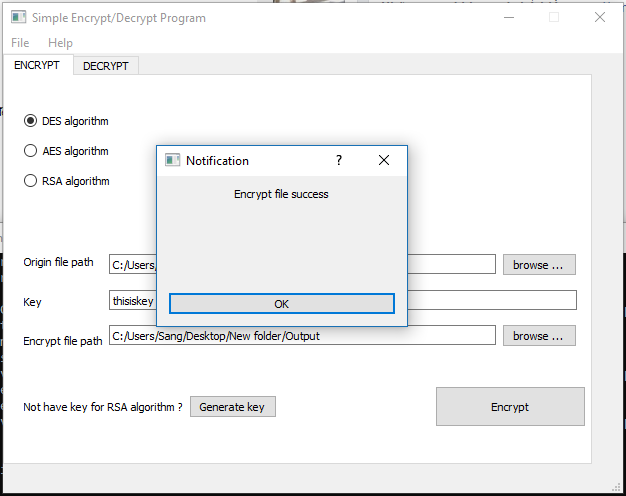 Simple Encrypt/Decrypt Program
File Help
ENCRYPT DECRYPT
DES algorithm
AES algorithm
RSA algorithm
Notification ?
Encrypt file success
OK
Origin file path C:/Users/ browse ...
Key thisiskey
Encrypt file path C:/Users/Sang/Desktop/New folder/Output browse ...
Not have key for RSA algorithm ? Generate key
Encrypt